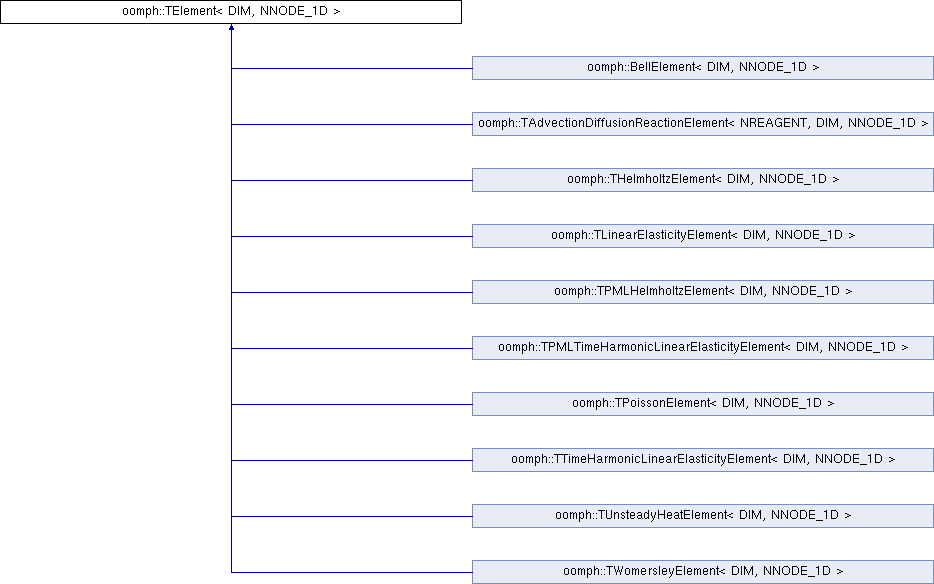 oomph::TElement< DIM, NNODE_1D >
oomph::BellElement< DIM, NNODE_1D >
oomph::TAdvectionDiffusionReactionElement< NREAGENT, DIM, NNODE_1D >
oomph::THelmholtzElement< DIM, NNODE_1D >
oomph::TLinearElasticityElement< DIM, NNODE_1D >
oomph::TPMLHelmholtzElement< DIM, NNODE_1D >
oomph::TPMLTimeHarmonicLinearElasticityElement< DIM, NNODE_1D >
oomph::TPoissonElement< DIM, NNODE_1D >
oomph::TTimeHarmonicLinearElasticityElement< DIM, NNODE_1D >
oomph::TUnsteadyHeatElement< DIM, NNODE_1D >
oomph::TWomersleyElement< DIM, NNODE_1D >